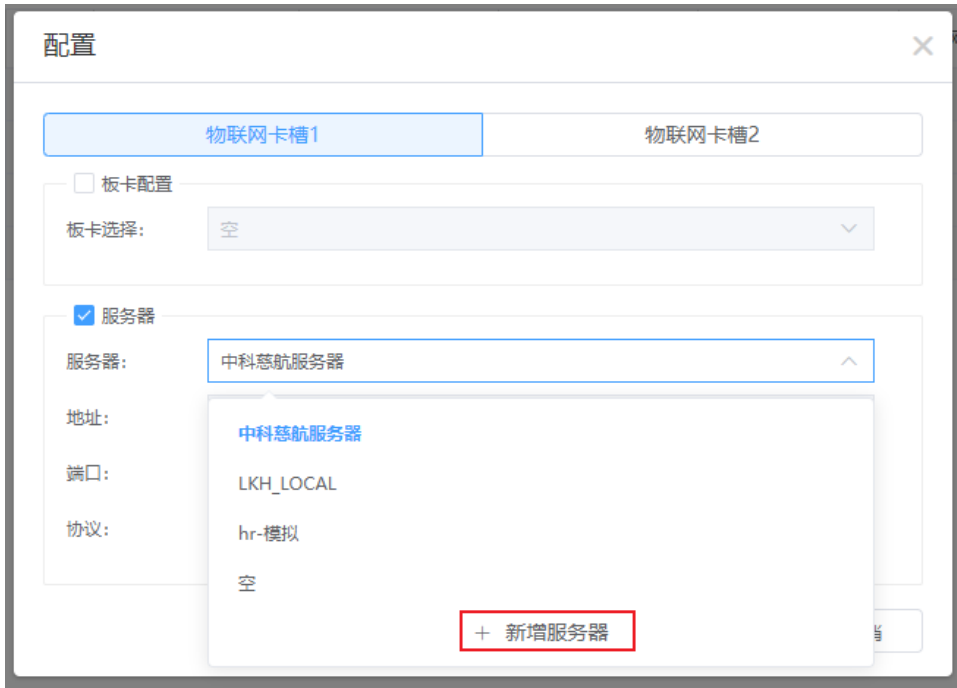 配置
物联网卡槽1
物联网卡槽2
板卡配置
板卡选择:
空
服务器
服务器:
中科慈航服务器
地址:
中科慈航服务器
LKH_LOCAL
端口:
hr-模拟
协议:
空
+ 新增服务器